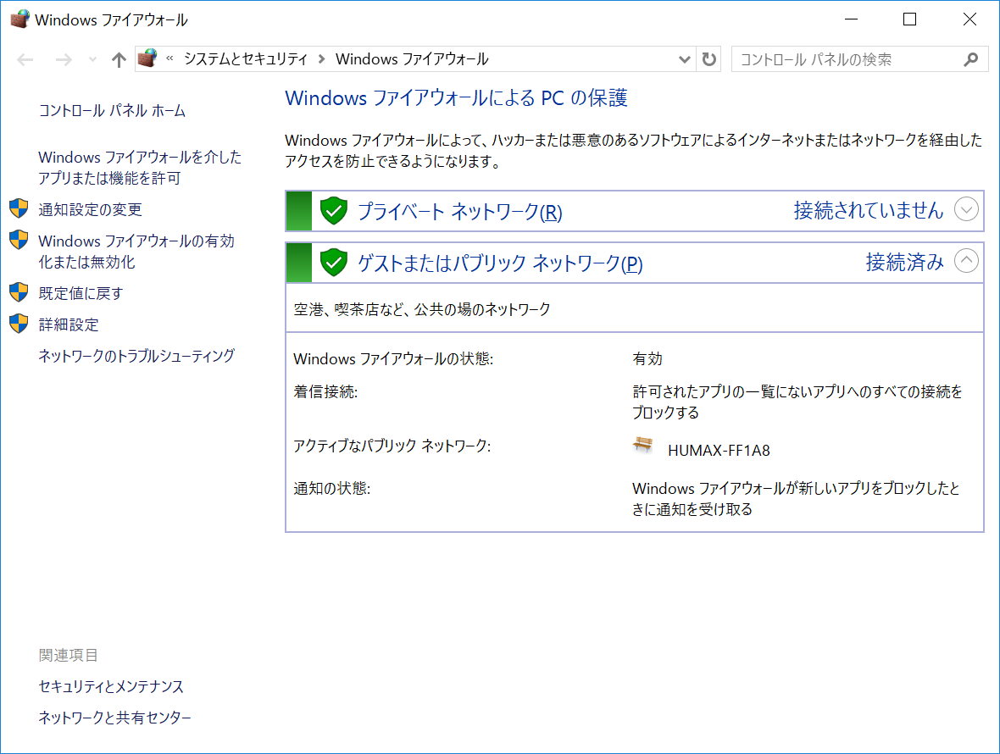 Windows ファイアウォール
« システムとセキュリティ > Windows ファイアウォール
コントロール パネルの検索
コントロール パネル ホーム
Windows ファイアウォールを介した
アプリまたは機能を許可
通知設定の変更
Windows ファイアウォールの有効
化または無効化
既定値に戻す
詳細設定
ネットワークのトラブルシューティング
Windows ファイアウォールによる PC の保護
Windows ファイアウォールによって、ハッカーまたは悪意のあるソフトウェアによるインターネットまたはネットワークを経由した
アクセスを防止できるようになります。
プライベート ネットワーク(R) 接続されていません
ゲストまたはパブリック ネットワーク(P) 接続済み
空港、喫茶店など、公共の場のネットワーク
Windows ファイアウォールの状態: 有効
着信接続: 許可されたアプリの一覧にないアプリへのすべての接続を
ブロックする
アクティブなパブリック ネットワーク: HUMAX-FF1A8
通知の状態: Windows ファイアウォールが新しいアプリをブロックしたと
きに通知を受け取る
関連項目
セキュリティとメンテナンス
ネットワークと共有センター